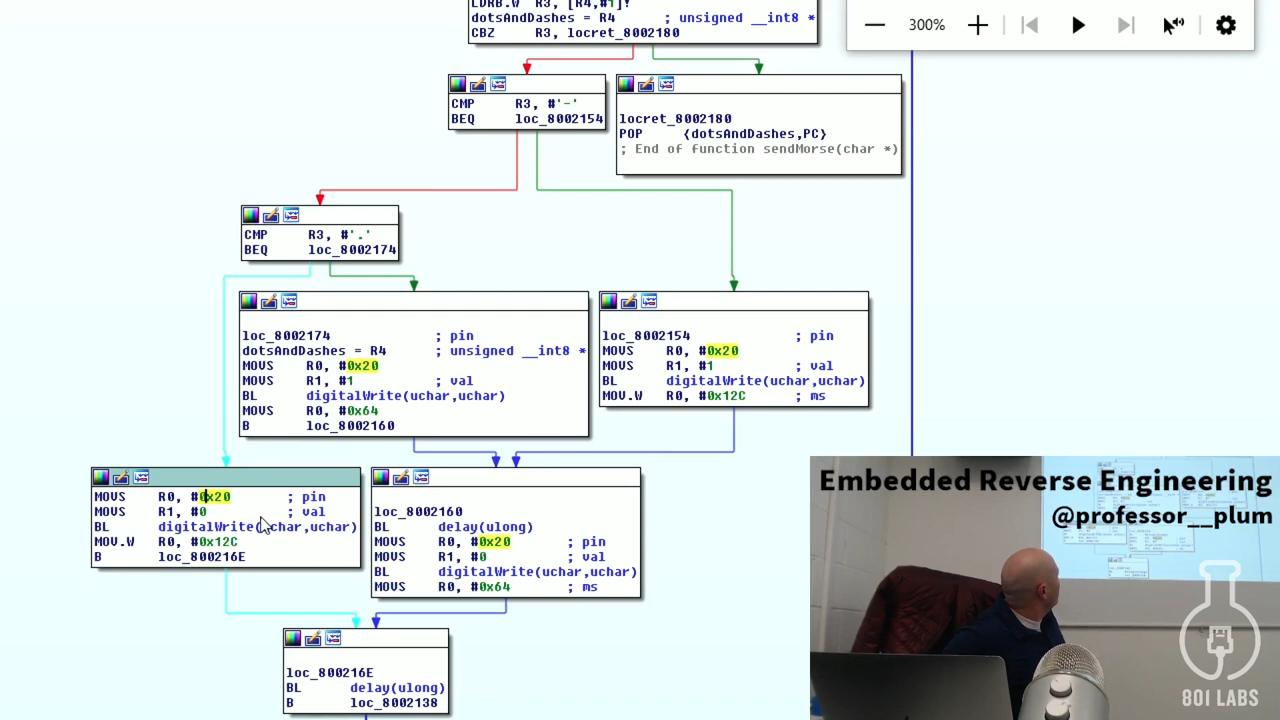 LDRB.W R3, [R4,#1]!
dotsAndDashes = R4 ; unsigned __int8 *
CBZ R3, locret_8002180
300%
CMP R3, #'-'
BEQ loc_8002154
locret_8002180
POP {dotsAndDashes,PC}
; End of function sendMorse(char *)
CMP R3, #'.'
BEQ loc_8002174
loc_8002174 ; pin
dotsAndDashes = R4 ; unsigned __int8 *
MOVS R0, #0x20
MOVS R1, #1 ; val
BL digitalWrite(uchar,uchar)
MOVS R0, #0x64
B loc_8002160
loc_8002154 ; pin
MOVS R0, #0x20
MOVS R1, #1 ; val
BL digitalWrite(uchar,uchar)
MOV.W R0, #0x12C ; ms
MOVS R0, #0x20 ; pin
MOVS R1, #0 ; val
BL digitalWrite(uchar,uchar)
MOV.W R0, #0x12C
B loc_800216E
loc_8002160
BL delay(ulong)
MOVS R0, #0x20 ; pin
MOVS R1, #0 ; val
BL digitalWrite(uchar,uchar)
MOVS R0, #0x64 ; ms
loc_800216E
BL delay(ulong)
B loc_8002138
Embedded Reverse Engineering
@professor__plum
801 LABS